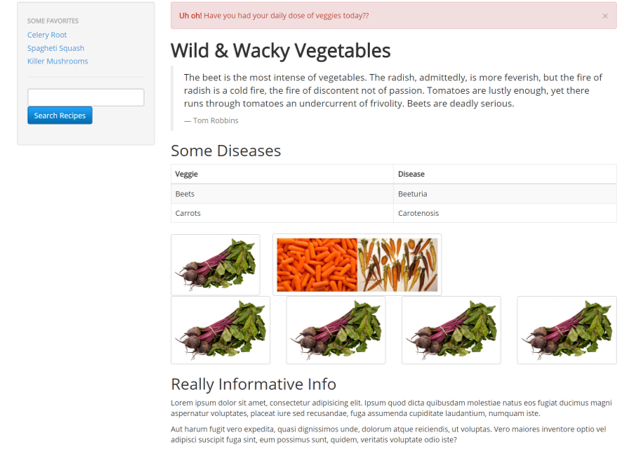 SOME FAVORITES
Celery Root
Spagheti Squash
Killer Mushrooms
Search Recipes
Uh oh! Have you had your daily dose of veggies today?? ×
Wild & Wacky Vegetables
The beet is the most intense of vegetables. The radish, admittedly, is more feverish, but the fire of
radish is a cold fire, the fire of discontent not of passion. Tomatoes are lustly enough, yet there
runs through tomatoes an undercurrent of frivolity. Beets are deadly serious.
— Tom Robbins
Some Diseases
Veggie Disease
Beets Beeturia
Carrots Carotenosis
Really Informative Info
Lorem ipsum dolor sit amet, consectetur adipisicing elit. Ipsum quod dicta quibusdam molestiae natus eos fugiat ducimus magni
aspernatur voluptates, placeat iure sed recusandae, fuga assumenda cupiditate laudantium, numquam iste.
Aut harum fugit vero expedita, quasi dignissimos unde, dolorum atque reiciendis, ut voluptas. Vero maiores inventore optio vel
adipisci suscipit fuga sint, eum possimus sunt, quidem, veritatis voluptate odio iste?